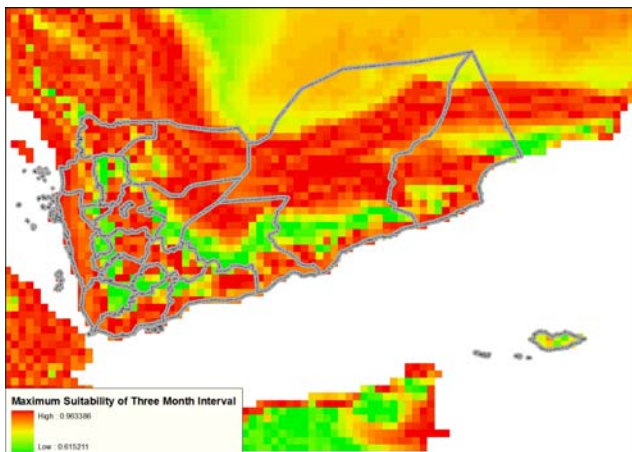 Maximum Suitability of Three Month Interval
High : 0.963386
Low : 0.615211